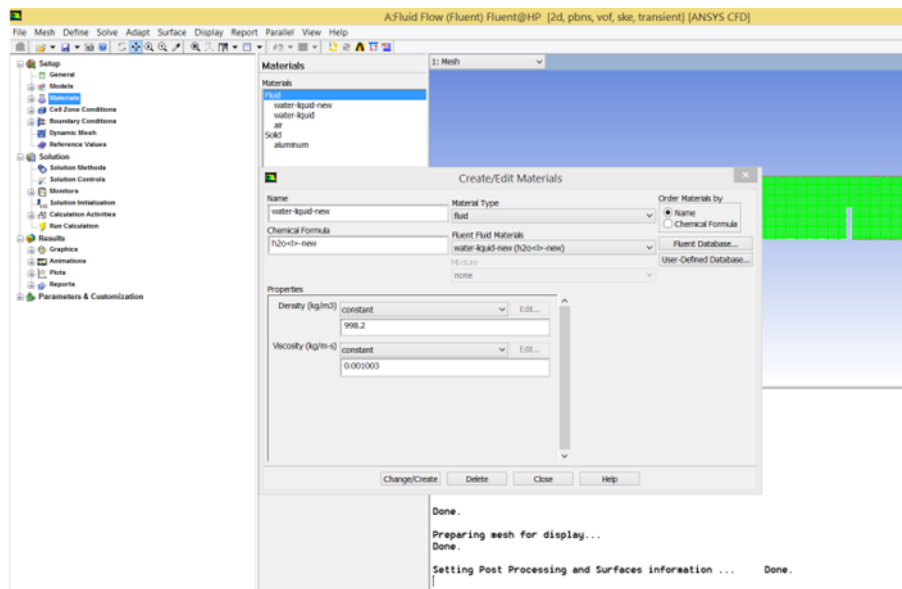 A:Fluid Flow (Fluent) Fluent@HP [2d, pbns, vof, ske, transient] [ANSYS CFD]
File Mesh Define Solve Adapt Surface Display Report Parallel View Help
Setup
General
Models
Materials
Cell Zone Conditions
Boundary Conditions
Dynamic Mesh
Reference Values
Solution
Solution Methods
Solution Controls
Monitors
Solution Initialization
Calculation Activities
Run Calculation
Results
Graphics
Animations
Plots
Reports
Parameters & Customization
Materials
Materials
Fluid
water-liquid-new
water-liquid
air
Solid
aluminum
1: Mesh
Create/Edit Materials
Name
water-liquid-new
Chemical Formula
h2o<l>-new
Material Type
fluid
Fluent Fluid Materials
water-liquid-new (h2o<l>-new)
Mixture
none
Order Materials by
Name
Chemical Formula
Fluent Database...
User-Defined Database...
Properties
Density (kg/m3) constant Edit...
998.2
Viscosity (kg/m-s) constant Edit...
0.001003
Change/Create Delete Close Help
Done.
Preparing mesh for display...
Done.
Setting Post Processing and Surfaces information ... Done.